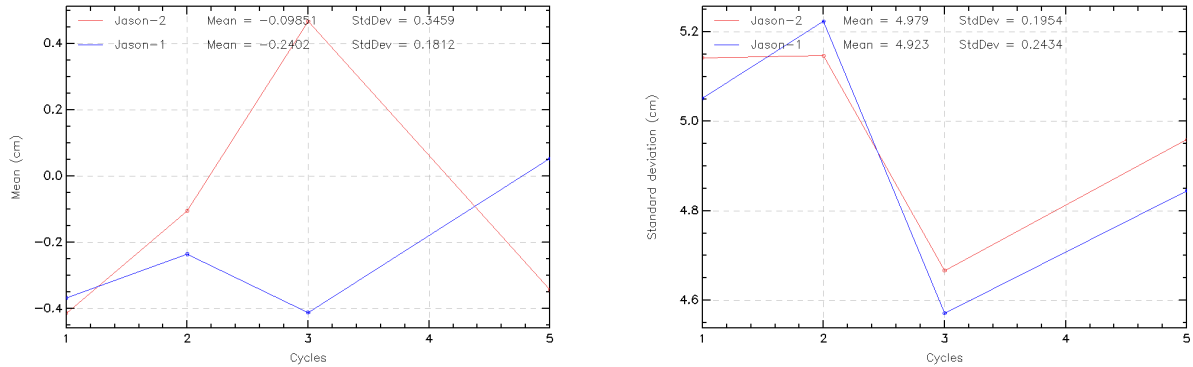 Jason-2 Mean = -0.09851 StdDev = 0.3459
Jason-1 Mean = -0.2402 StdDev = 0.1812
0.4
0.2
0.0
-0.2
-0.4
Mean (cm)
1 2 3 4 5
Cycles
Jason-2 Mean = 4.979 StdDev = 0.1954
Jason-1 Mean = 4.923 StdDev = 0.2434
5.2
5.0
4.8
4.6
Standard deviation (cm)
1 2 3 4 5
Cycles